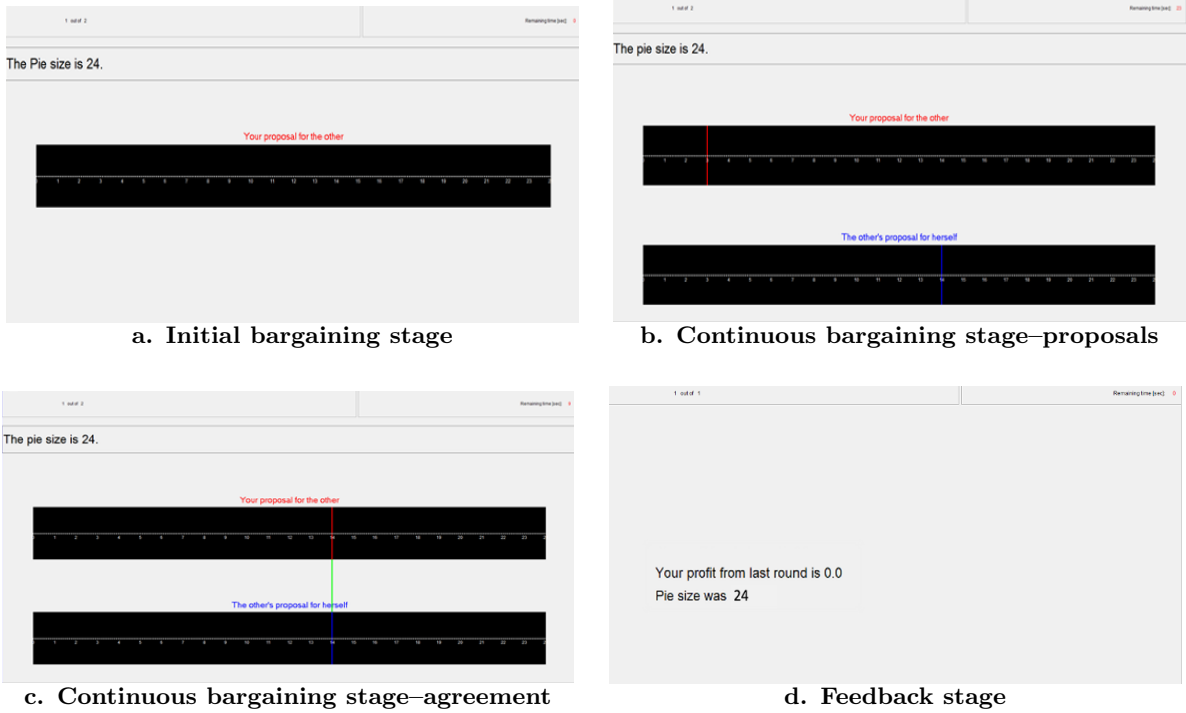 1 out of 2
Remaining time [sec]:
The Pie size is 24.
Your proposal for the other
1 2 3 4 5 6 7 8 9 10 11 12 13 14 15 16 17 18 19 20 21 22 23 2
a. Initial bargaining stage
1 out of 2
Remaining time [sec]:
The pie size is 24.
Your proposal for the other
1 2 3 4 5 6 7 8 9 10 11 12 13 14 15 16 17 18 19 20 21 22 23 2
The other's proposal for herself
1 2 3 4 5 6 7 8 9 10 11 12 13 14 15 16 17 18 19 20 21 22 23 2
b. Continuous bargaining stage–proposals
1 out of 2
Remaining time [sec]:
The pie size is 24.
Your proposal for the other
1 2 3 4 5 6 7 8 9 10 11 12 13 14 15 16 17 18 19 20 21 22 23 2
The other's proposal for herself
1 2 3 4 5 6 7 8 9 10 11 12 13 14 15 16 17 18 19 20 21 22 23 2
c. Continuous bargaining stage–agreement
1 out of 1
Remaining time [sec]: 0
Your profit from last round is 0.0
Pie size was 24
d. Feedback stage